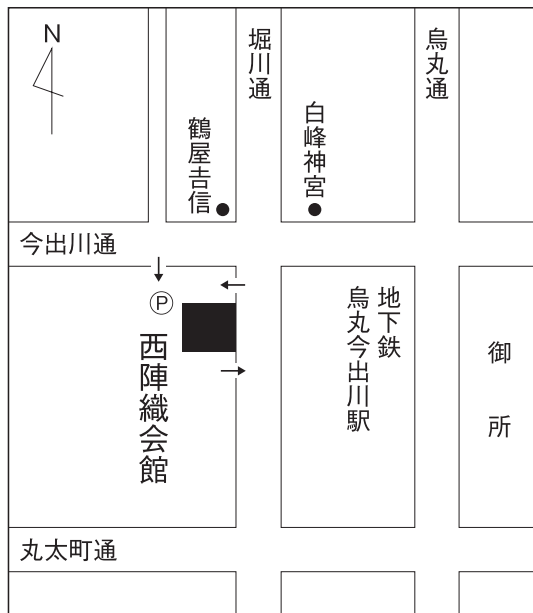 N
堀川通
烏丸通
鶴屋吉信
白峰神宮
今出川通
P
西陣織会館
地下鉄
烏丸今出川駅
御所
丸太町通